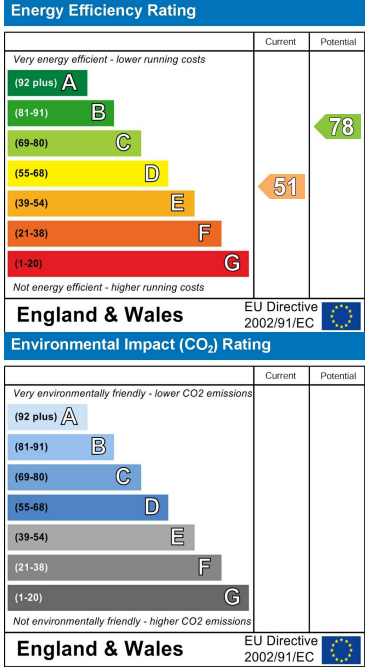 Energy Efficiency Rating
Current Potential
Very energy efficient - lower running costs
(92 plus) A
(81-91) B
(69-80) C
(55-68) D
(39-54) E
(21-38) F
(1-20) G
78
51
Not energy efficient - higher running costs
England & Wales
EU Directive
2002/91/EC
Environmental Impact (CO₂) Rating
Current Potential
Very environmentally friendly - lower CO2 emissions
(92 plus) A
(81-91) B
(69-80) C
(55-68) D
(39-54) E
(21-38) F
(1-20) G
Not environmentally friendly - higher CO2 emissions
England & Wales
EU Directive
2002/91/EC